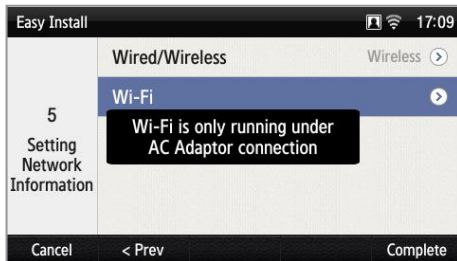 Easy Install
17:09
Wired/Wireless
Wireless
Wi-Fi
Wi-Fi is only running under
AC Adaptor connection
5
Setting
Network
Information
Cancel
< Prev
Complete